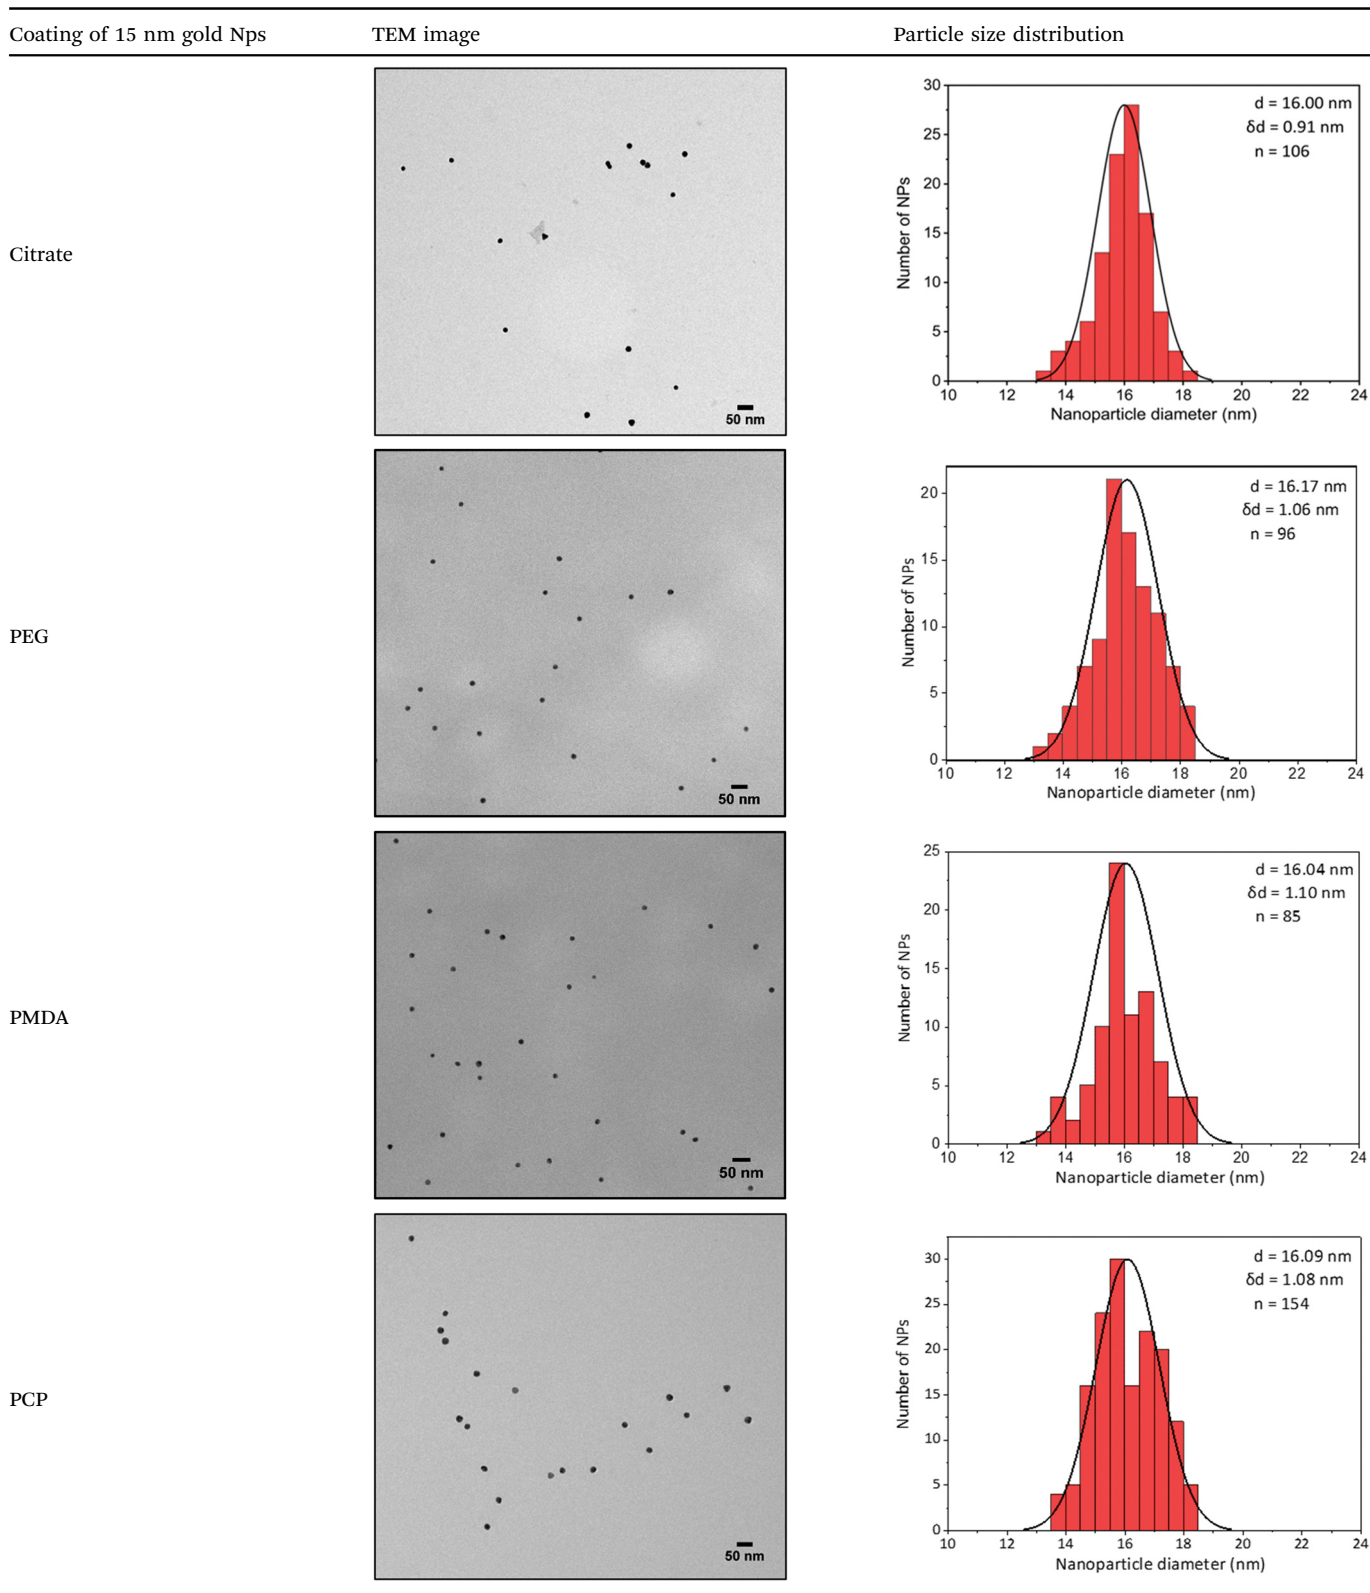 Coating of 15 nm gold Nps TEM image Particle size distribution
Citrate
50 nm
30
25
20
15
10
5
0
Number of NPs
d = 16.00 nm
δd = 0.91 nm
n = 106
10 12 14 16 18 20 22 24
Nanoparticle diameter (nm)
PEG
50 nm
20
15
10
5
0
Number of NPs
d = 16.17 nm
δd = 1.06 nm
n = 96
10 12 14 16 18 20 22 24
Nanoparticle diameter (nm)
PMDA
50 nm
25
20
15
10
5
0
Number of NPs
d = 16.04 nm
δd = 1.10 nm
n = 85
10 12 14 16 18 20 22 24
Nanoparticle diameter (nm)
PCP
50 nm
30
25
20
15
10
5
0
Number of NPs
d = 16.09 nm
δd = 1.08 nm
n = 154
10 12 14 16 18 20 22 24
Nanoparticle diameter (nm)